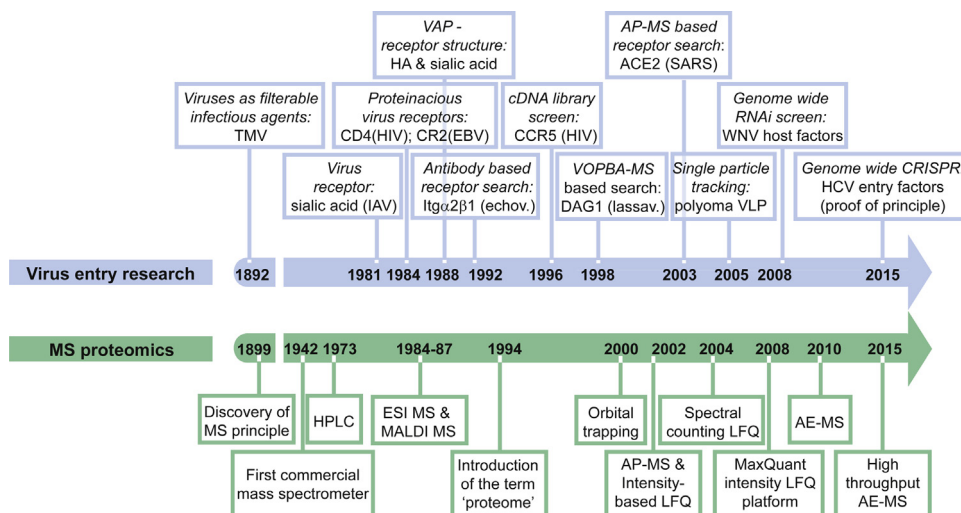 VAP -
receptor structure:
HA & sialic acid
AP-MS based
receptor search:
ACE2 (SARS)
Viruses as filterable
infectious agents:
TMV
Proteinacious
virus receptors:
CD4(HIV); CR2(EBV)
cDNA library
screen:
CCR5 (HIV)
Genome wide
RNAi screen:
WNV host factors
Virus
receptor:
sialic acid (IAV)
Antibody based
receptor search:
Itgα2β1 (echov.)
VOPBA-MS
based search:
DAG1 (lassav.)
Single particle
tracking:
polyoma VLP
Genome wide CRISPR:
HCV entry factors
(proof of principle)
Virus entry research
1892 1981 1984 1988 1992 1996 1998 2003 2005 2008 2015
MS proteomics
1899 1942 1973 1984-87 1994 2000 2002 2004 2008 2010 2015
Discovery of
MS principle
HPLC
ESI MS &
MALDI MS
Orbital
trapping
Spectral
counting LFQ
AE-MS
First commercial
mass spectrometer
Introduction
of the term
‘proteome’
AP-MS &
Intensity-
based LFQ
MaxQuant
intensity LFQ
platform
High
throughput
AE-MS